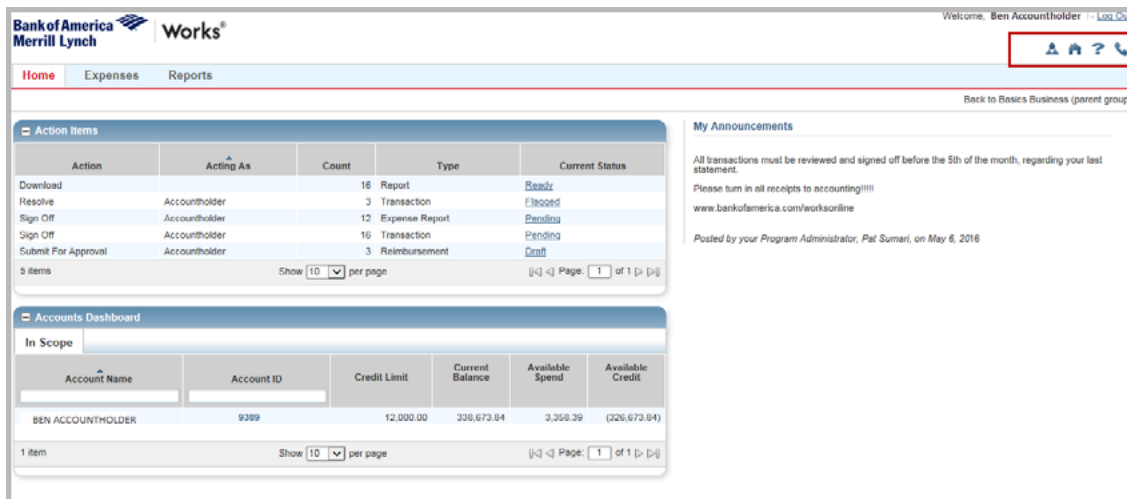 Bank of America
Merrill Lynch
Works®
Welcome, Ben Accountholder | - Log Ou
Home Expenses Reports
Back to Basics Business (parent group
Action Items
Action Acting As Count Type Current Status
Download 16 Report Ready
Resolve Accountholder 3 Transaction Flagged
Sign Off Accountholder 12 Expense Report Pending
Sign Off Accountholder 16 Transaction Pending
Submit For Approval Accountholder 3 Reimbursement Draft
5 items Show 10 per page Page: 1 of 1
My Announcements
All transactions must be reviewed and signed off before the 5th of the month, regarding your last
statement.
Please turn in all receipts to accounting!!!!!
www.bankofamerica.com/worksonline
Posted by your Program Administrator, Pat Sumari, on May 6, 2016
Accounts Dashboard
In Scope
Account Name Account ID Credit Limit Current Balance Available Spend Available Credit
BEN ACCOUNTHOLDER 9389 12,000.00 338,673.84 3,358.39 (326,673.84)
1 item Show 10 per page Page: 1 of 1